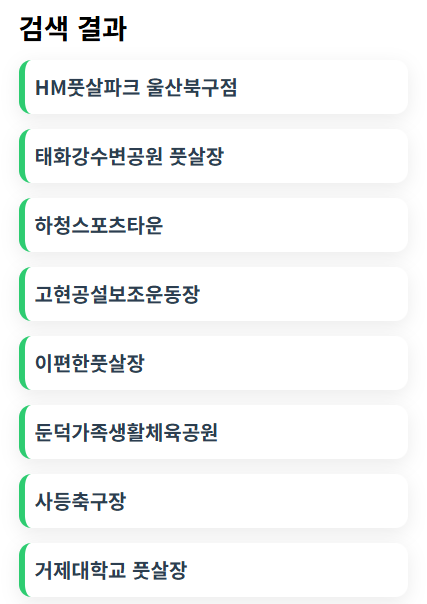 검색 결과
HM풋살파크 울산북구점
태화강수변공원 풋살장
하청스포츠타운
고현공설보조운동장
이편한풋살장
둔덕가족생활체육공원
사등축구장
거제대학교 풋살장